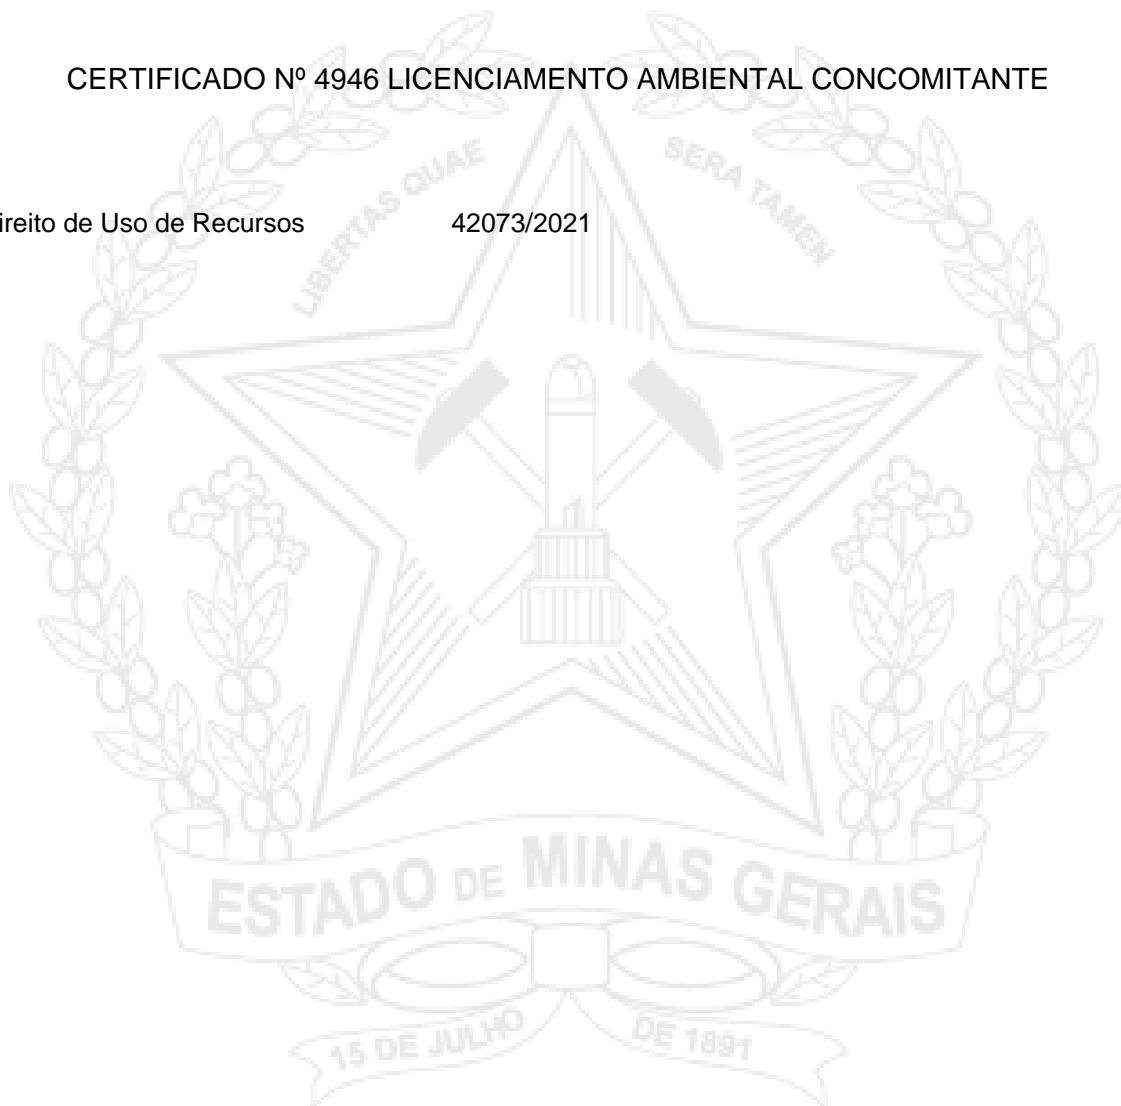 CERTIFICADO Nº 4946 LICENCIAMENTO AMBIENTAL CONCOMITANTE
LIBERTAS QUAE SERA TAMEN
ireito de Uso de Recursos 42073/2021
ESTADO DE MINAS GERAIS
15 DE JULHO DE 1891